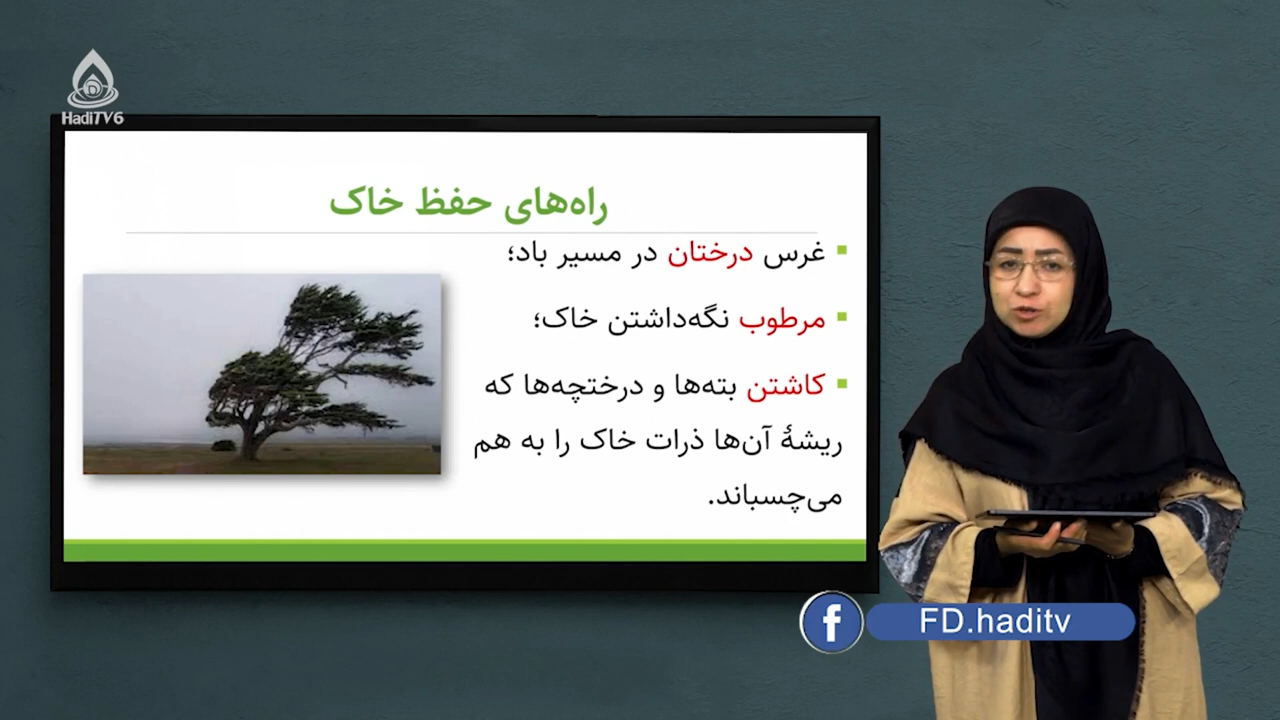 HadiTV6
راه‌های حفظ خاک
غرس درختان در مسیر باد؛
مرطوب نگه‌داشتن خاک؛
کاشتن بته‌ها و درختچه‌ها که
ریشهٔ آن‌ها ذرات خاک را به هم
می‌چسباند.
f FD.haditv